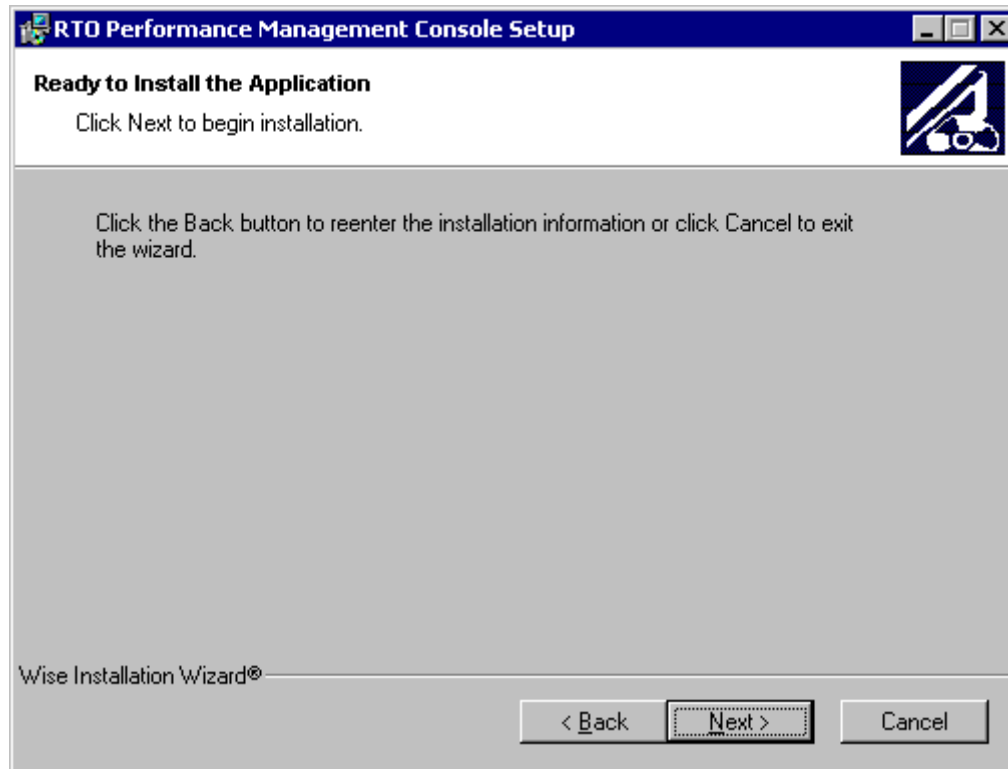 RTO Performance Management Console Setup
Ready to Install the Application
Click Next to begin installation.
Click the Back button to reenter the installation information or click Cancel to exit
the wizard.
Wise Installation Wizard®
< Back
Next >
Cancel